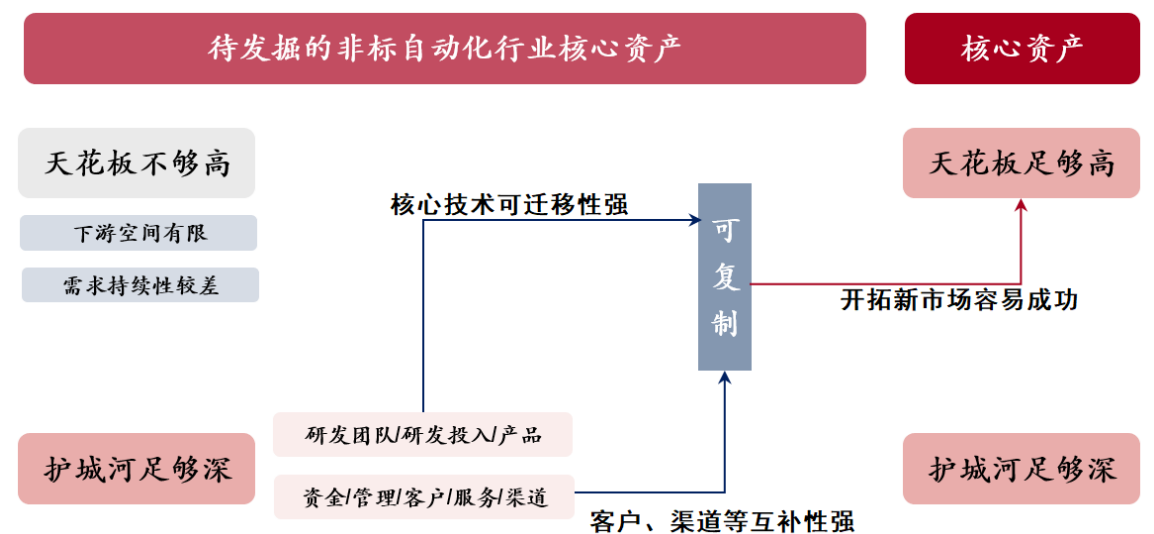 待发掘的非标自动化行业核心资产
核心资产
天花板不够高
天花板足够高
下游空间有限
需求持续性较差
核心技术可迁移性强
可复制
开拓新市场容易成功
研发团队/研发投入/产品
护城河足够深
资金/管理/客户/服务/渠道
客户、渠道等互补性强
护城河足够深